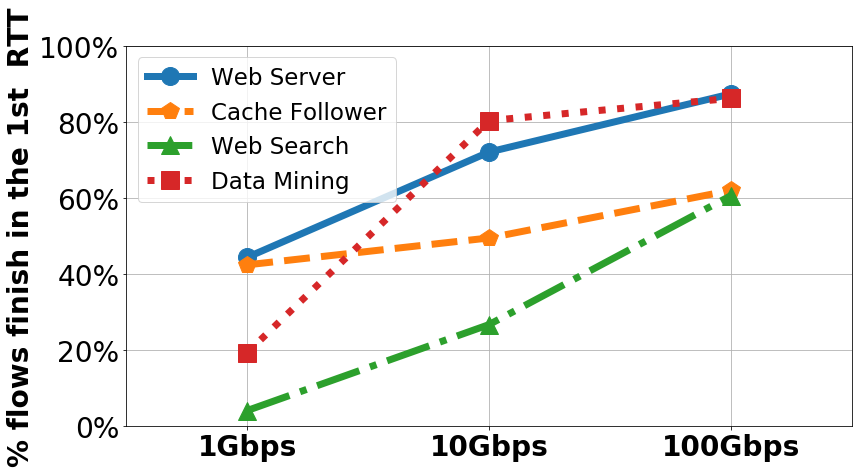 % flows finish in the 1st RTT
100%
80%
60%
40%
20%
0%
Web Server
Cache Follower
Web Search
Data Mining
1Gbps
10Gbps
100Gbps